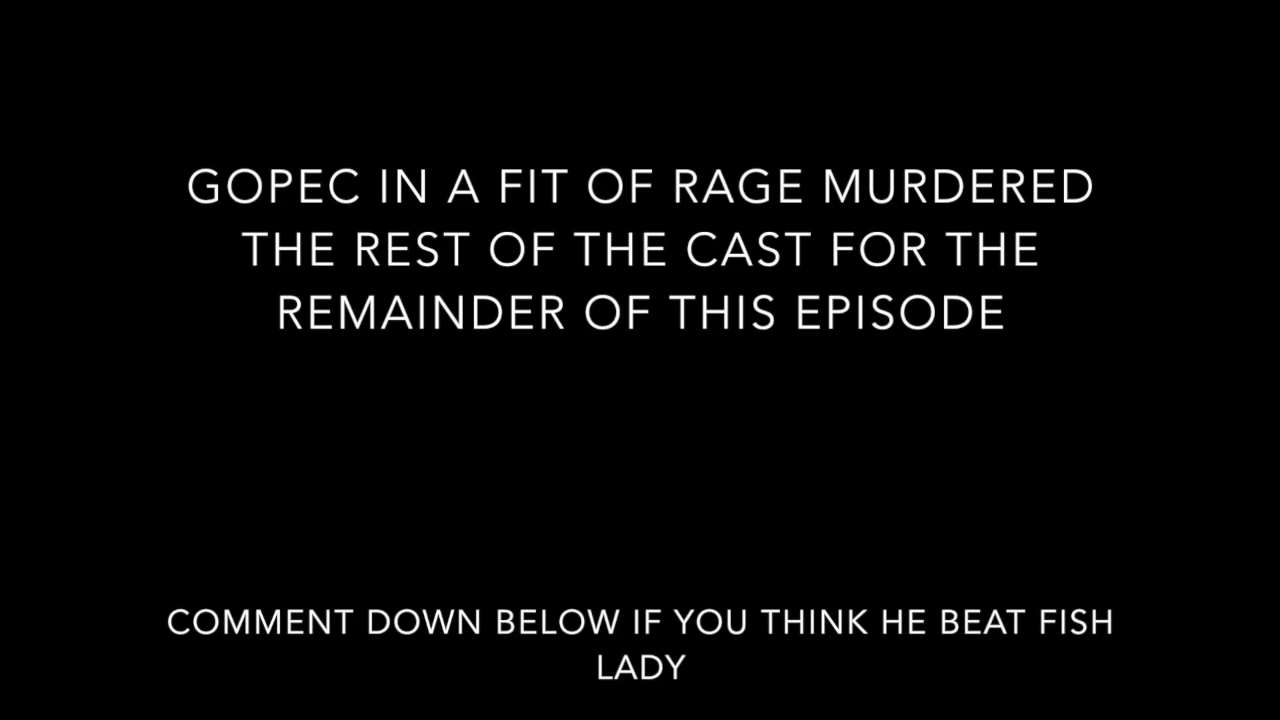 GOPEC IN A FIT OF RAGE MURDERED
THE REST OF THE CAST FOR THE
REMAINDER OF THIS EPISODE
COMMENT DOWN BELOW IF YOU THINK HE BEAT FISH
LADY